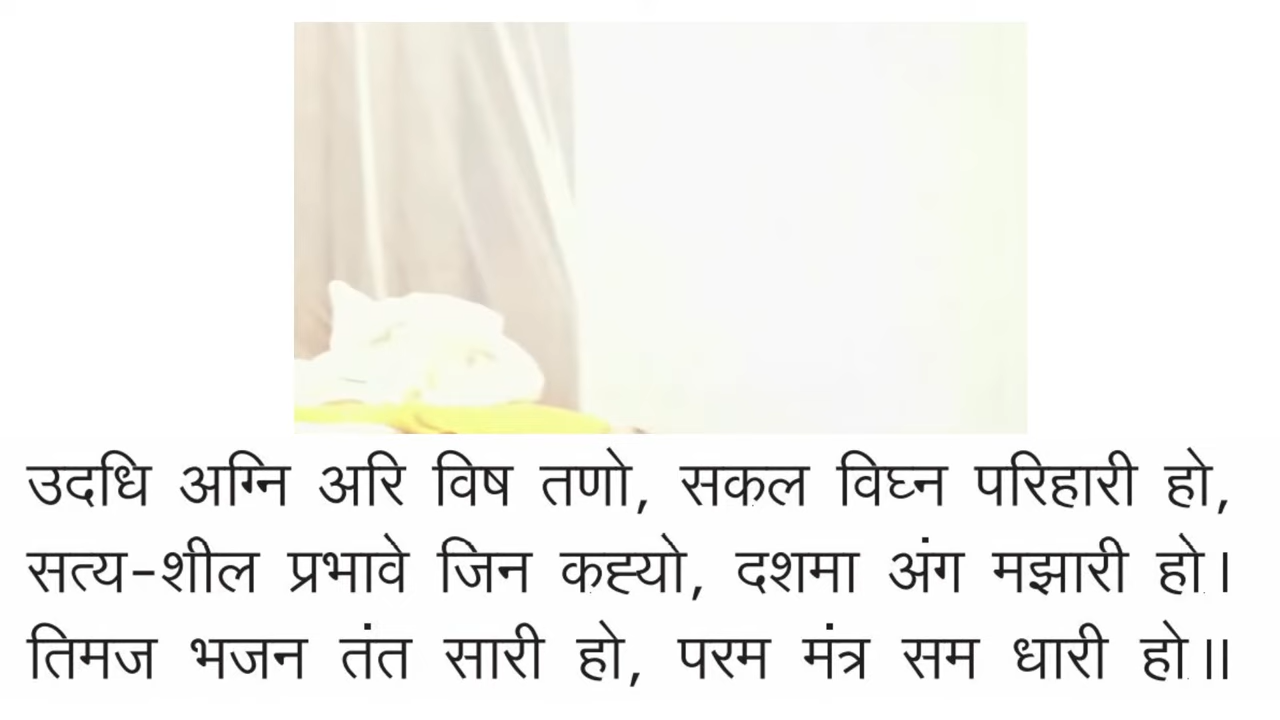 उदधि अग्नि अरि विष तणो, सकल विघ्न परिहारी हो,
सत्य-शील प्रभावे जिन कह्यो, दशमा अंग मझारी हो।
तिमज भजन तंत सारी हो, परम मंत्र सम धारी हो॥